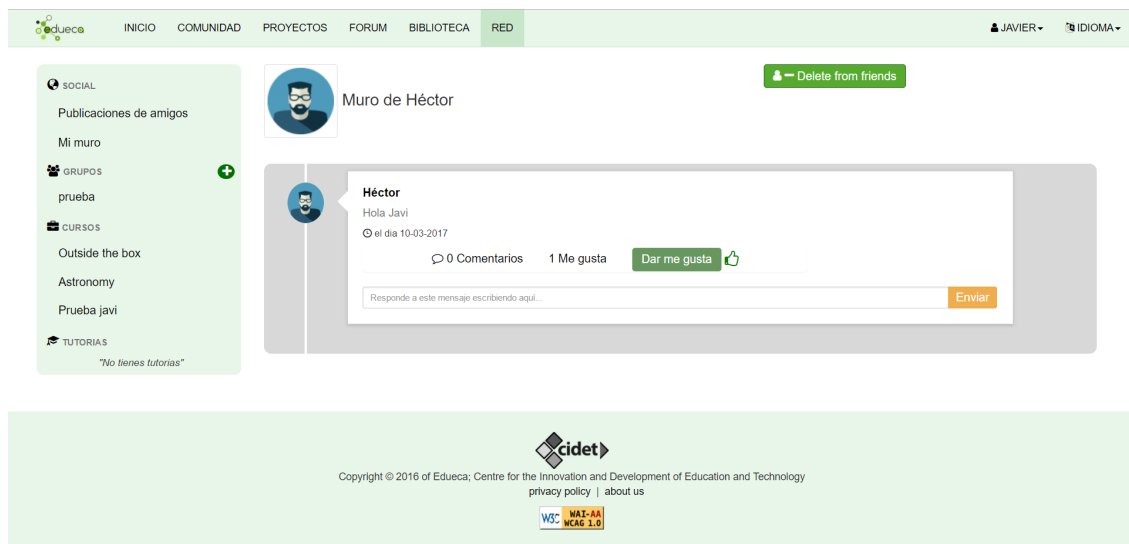 edueca INICIO COMUNIDAD PROYECTOS FORUM BIBLIOTECA RED JAVIER IDIOMA
SOCIAL
Publicaciones de amigos
Mi muro
GRUPOS
prueba
CURSOS
Outside the box
Astronomy
Prueba javi
TUTORIAS
"No tienes tutorias"
Muro de Héctor
Delete from friends
Héctor
Hola Javi
el dia 10-03-2017
0 Comentarios 1 Me gusta Dar me gusta
Responde a este mensaje escribiendo aquí... Enviar
cidet
Copyright © 2016 of Edueca; Centre for the Innovation and Development of Education and Technology
privacy policy | about us
W3C WAI-AA
WCAG 1.0